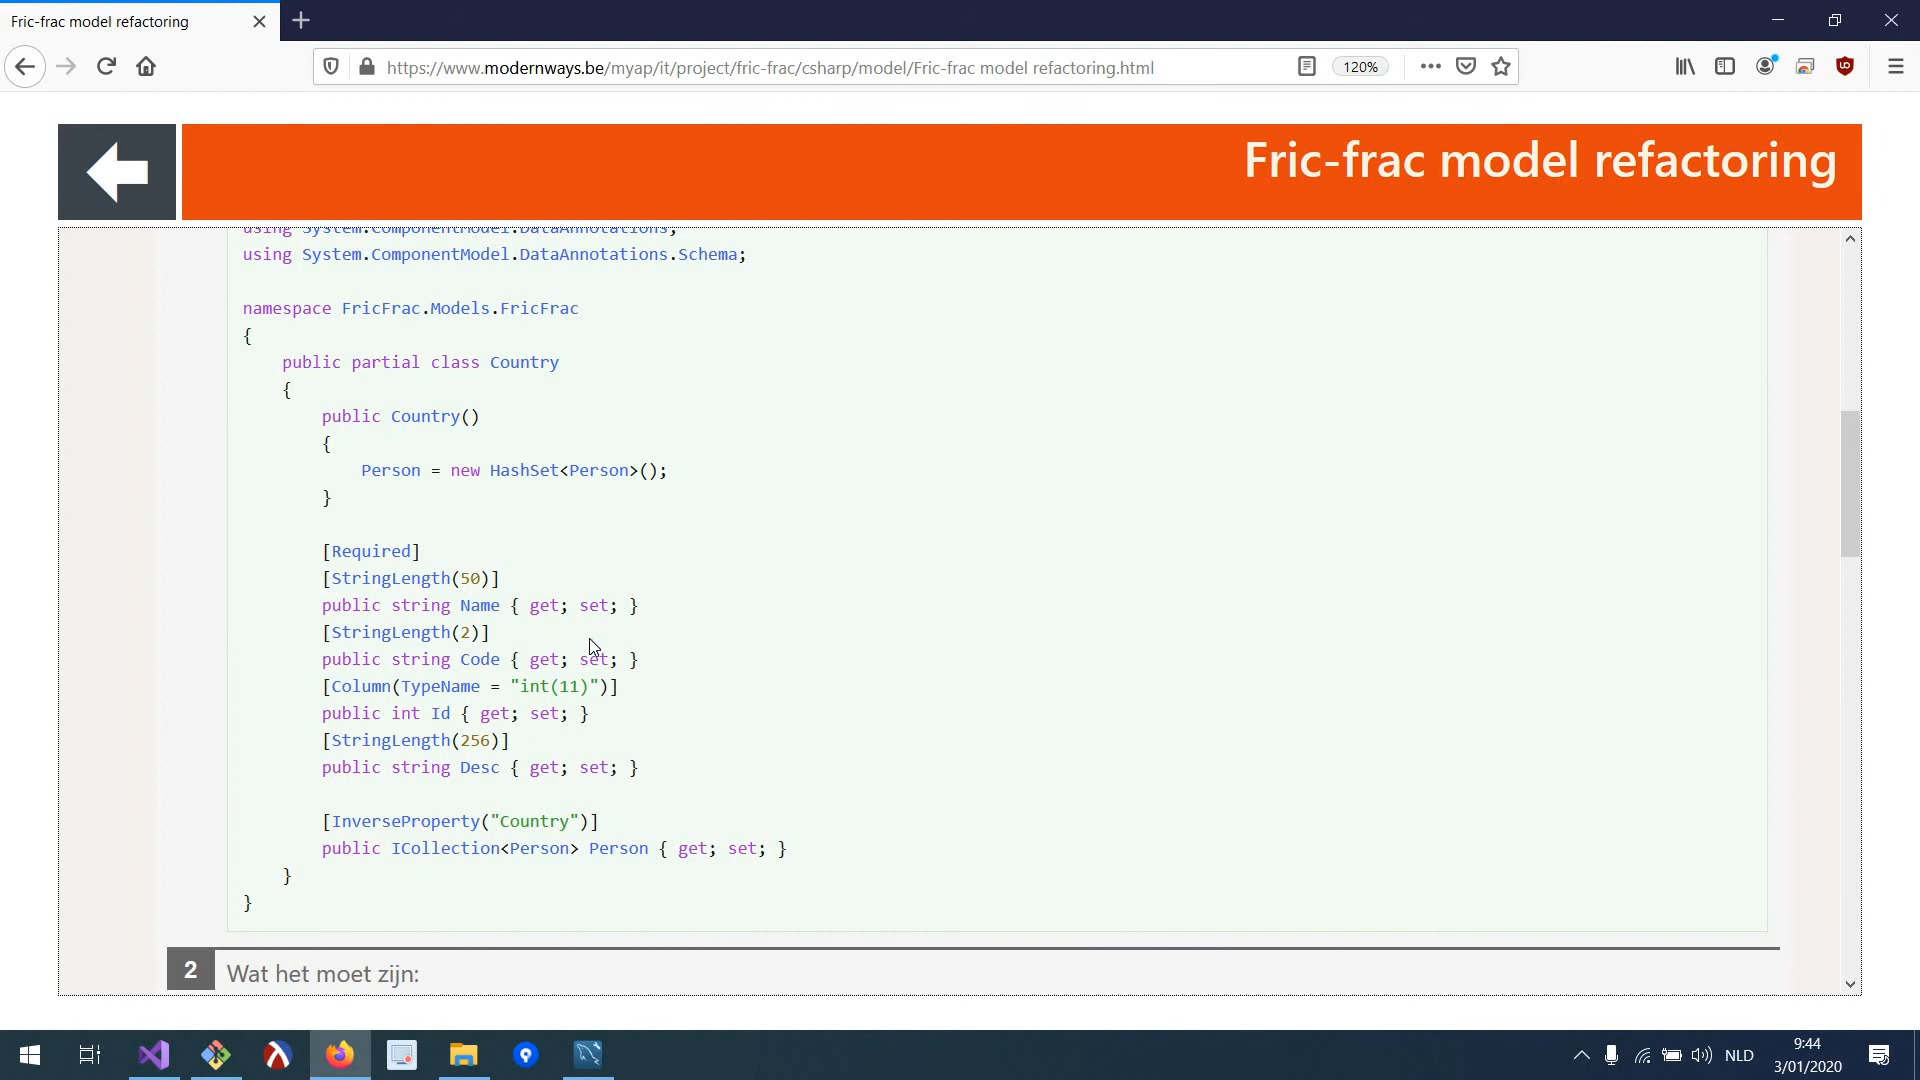 Fric-frac model refactoring
https://www.modernways.be/myap/it/project/fric-frac/csharp/model/Fric-frac model refactoring.html
120%
Fric-frac model refactoring
using System.ComponentModel.DataAnnotations;
using System.ComponentModel.DataAnnotations.Schema;
namespace FricFrac.Models.FricFrac
{
public partial class Country
{
public Country()
{
Person = new HashSet<Person>();
}
[Required]
[StringLength(50)]
public string Name { get; set; }
[StringLength(2)]
public string Code { get; set; }
[Column(TypeName = "int(11)")]
public int Id { get; set; }
[StringLength(256)]
public string Desc { get; set; }
[InverseProperty("Country")]
public ICollection<Person> Person { get; set; }
}
}
2 Wat het moet zijn:
NLD
9:44
3/01/2020